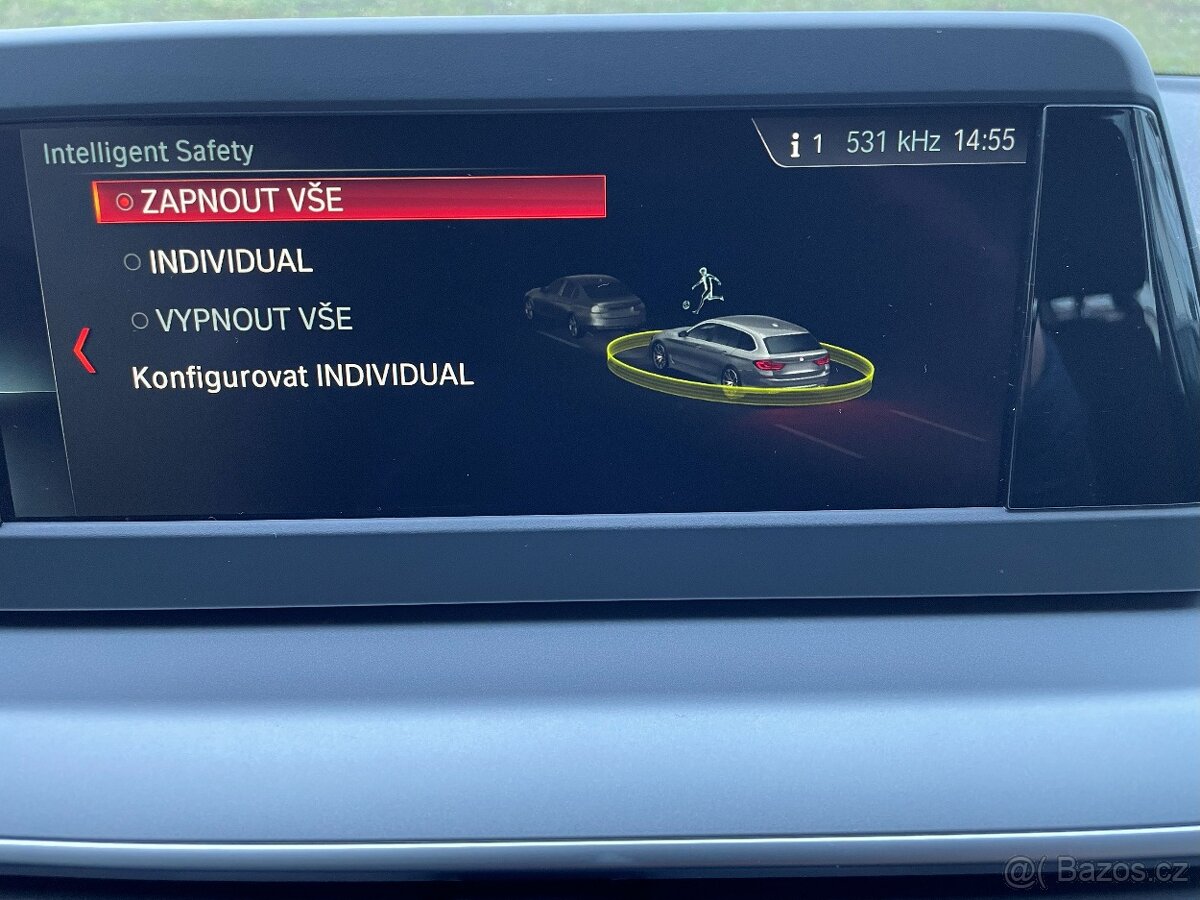 Intelligent Safety
i 1 531 kHz 14:55
ZAPNOUT VŠE
INDIVIDUAL
VYPNOUT VŠE
Konfigurovat INDIVIDUAL
@( Bazos.cz